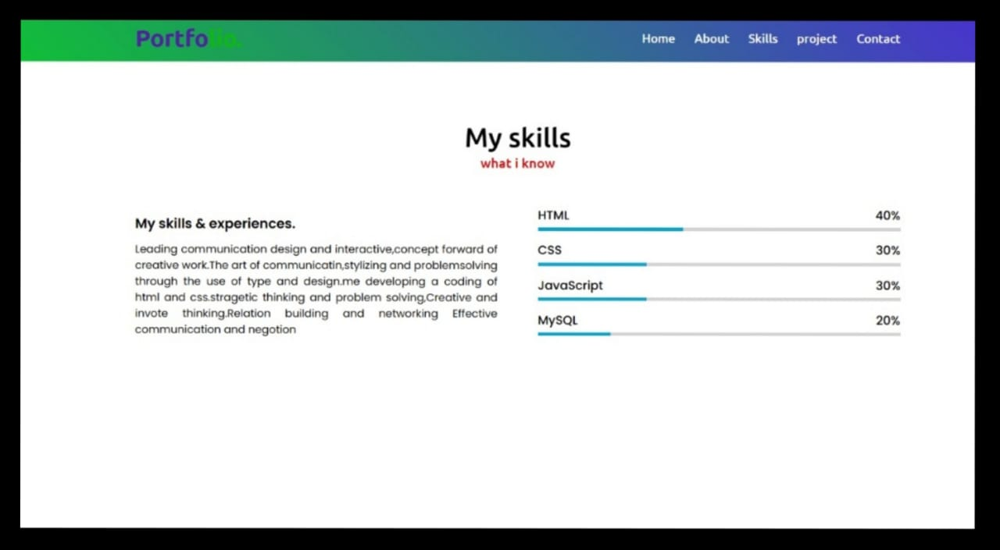 Portfolio.
Home About Skills project Contact
My skills
what i know
My skills & experiences.
Leading communication design and interactive,concept forward of
creative work.The art of communicatin,stylizing and problemsolving
through the use of type and design.me developing a coding of
html and css.stragetic thinking and problem solving,Creative and
invote thinking.Relation building and networking Effective
communication and negotion
HTML 40%
CSS 30%
JavaScript 30%
MySQL 20%